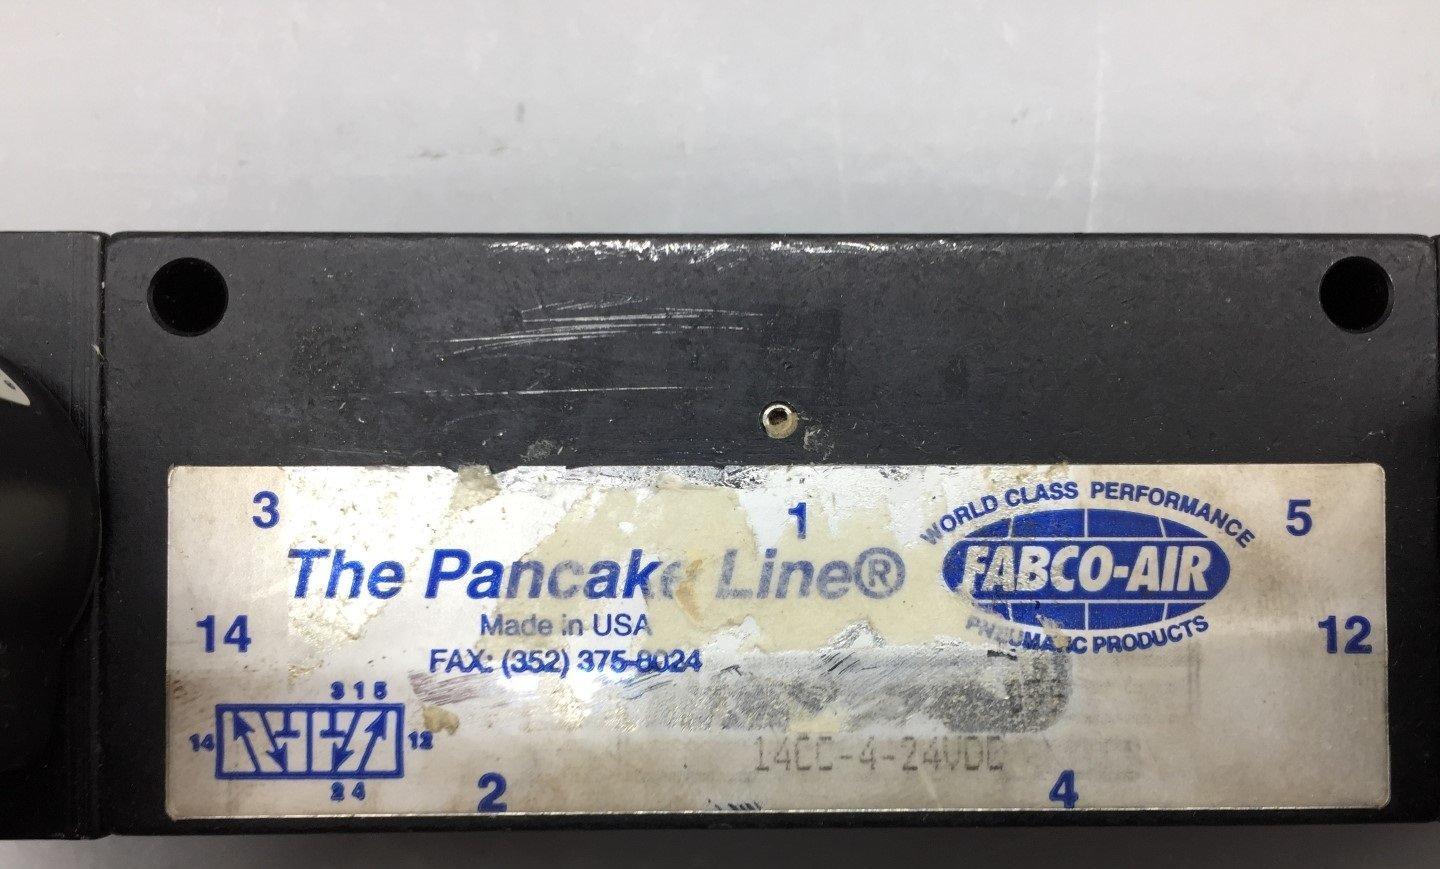 3
1
WORLD CLASS PERFORMANCE
5
The Pancake Line®
FABCO-AIR
14
Made in USA
PNEUMATIC PRODUCTS
12
FAX: (352) 375-8024
3 1 5
14
12
14CC-4-24VDC
2 4
2
4